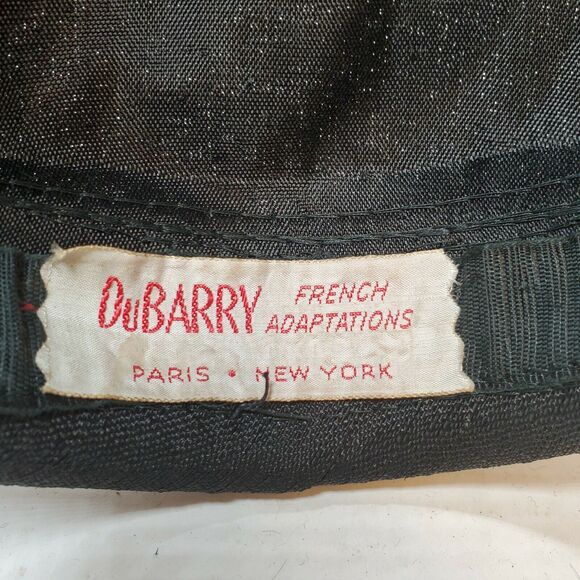 DuBARRY FRENCH ADAPTATIONS
PARIS • NEW YORK